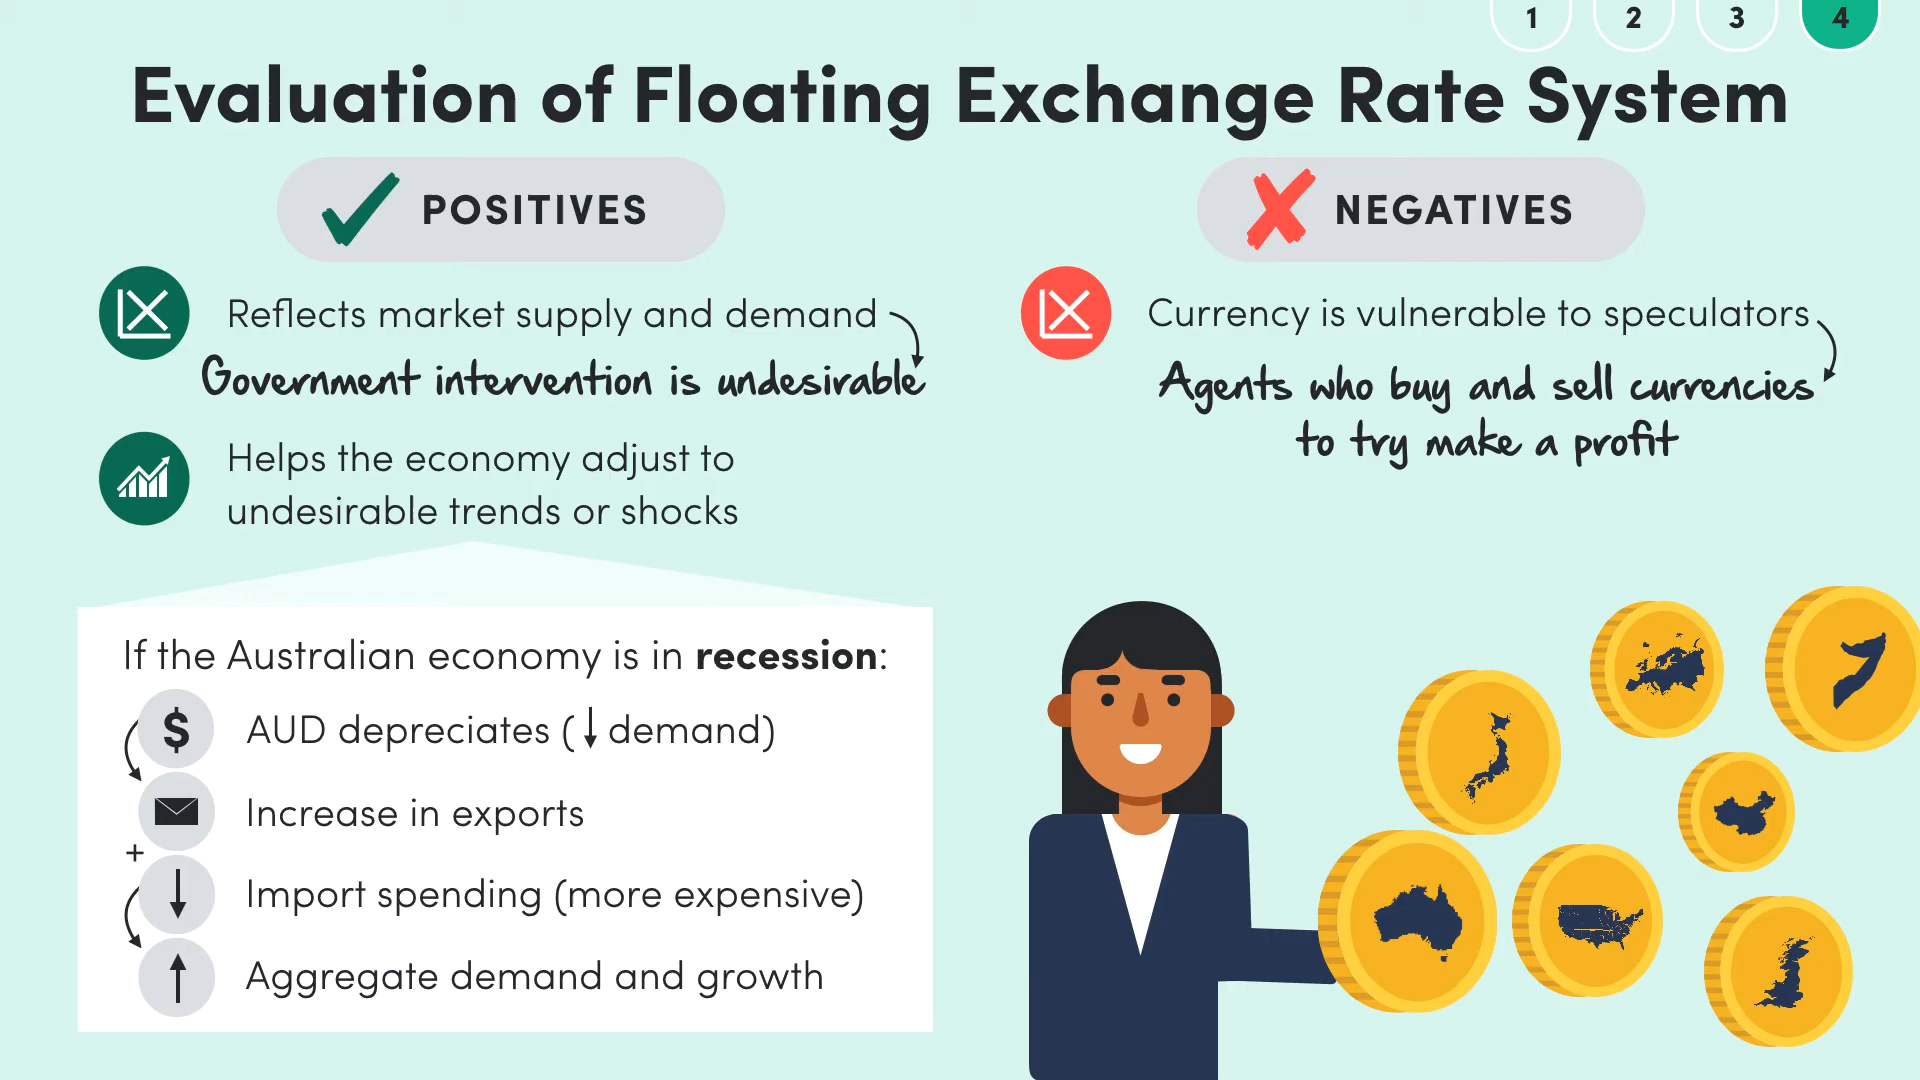 1 2 3 4
Evaluation of Floating Exchange Rate System
POSITIVES
Reflects market supply and demand
Government intervention is undesirable
Helps the economy adjust to
undesirable trends or shocks
If the Australian economy is in recession:
$ AUD depreciates (↓ demand)
Increase in exports
+
↓ Import spending (more expensive)
↑ Aggregate demand and growth
NEGATIVES
Currency is vulnerable to speculators
Agents who buy and sell currencies
to try make a profit